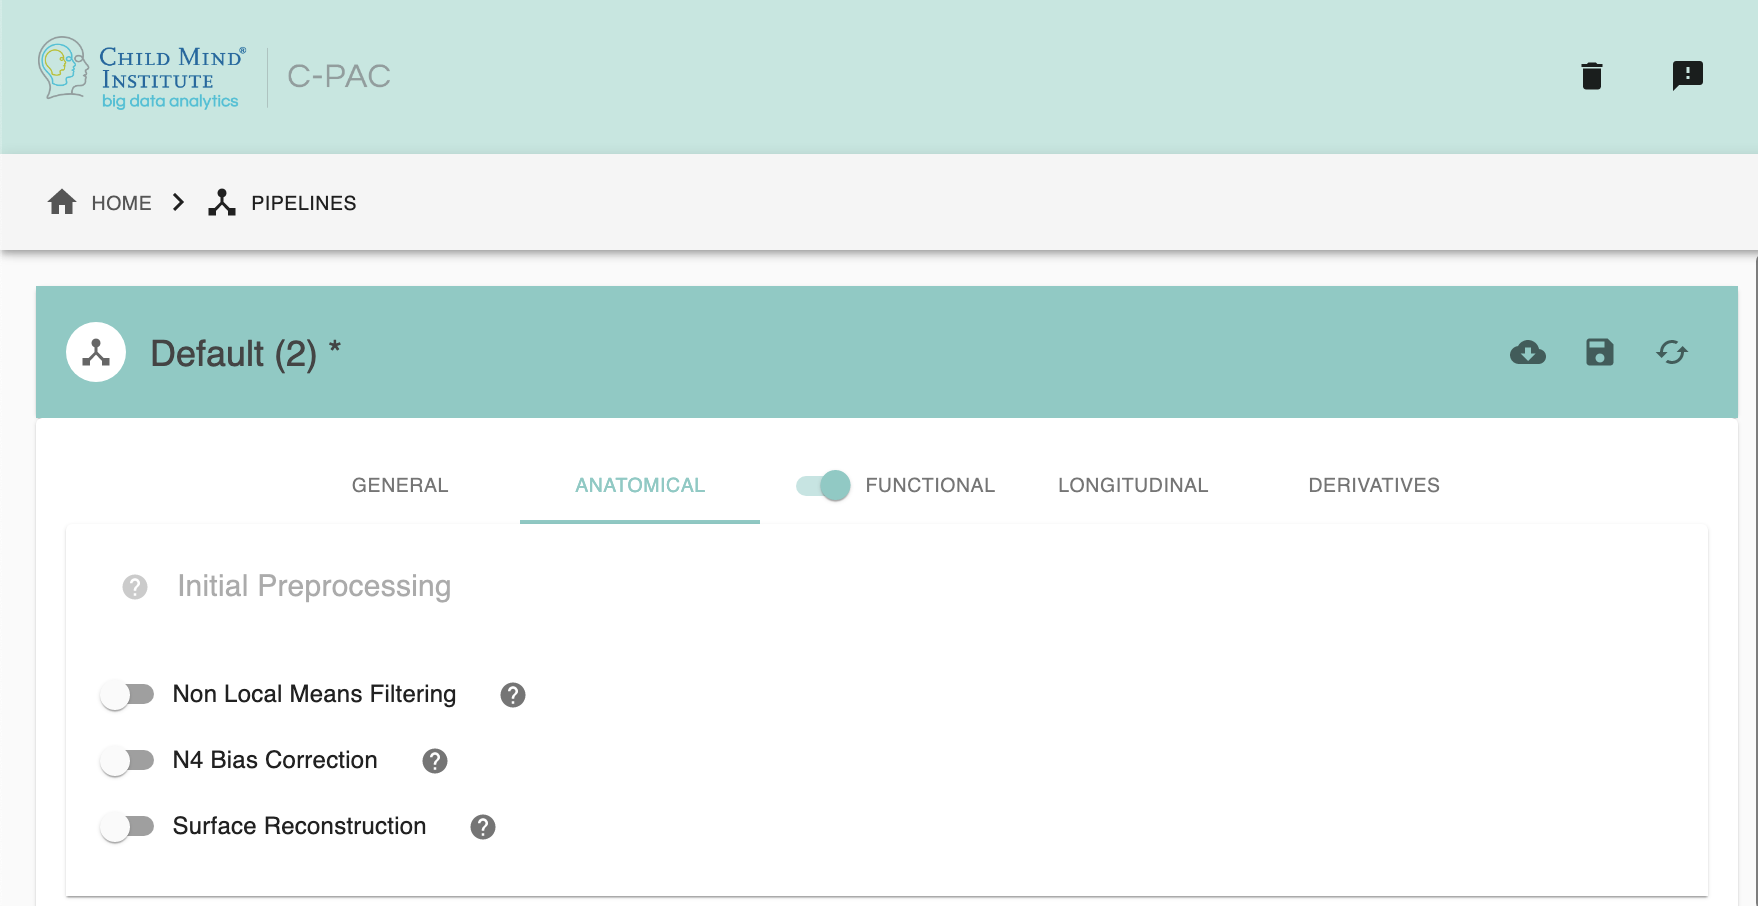 CHILD MIND®
INSTITUTE
big data analytics
C-PAC
HOME
PIPELINES
Default (2) *
GENERAL
ANATOMICAL
FUNCTIONAL
LONGITUDINAL
DERIVATIVES
Initial Preprocessing
Non Local Means Filtering
N4 Bias Correction
Surface Reconstruction